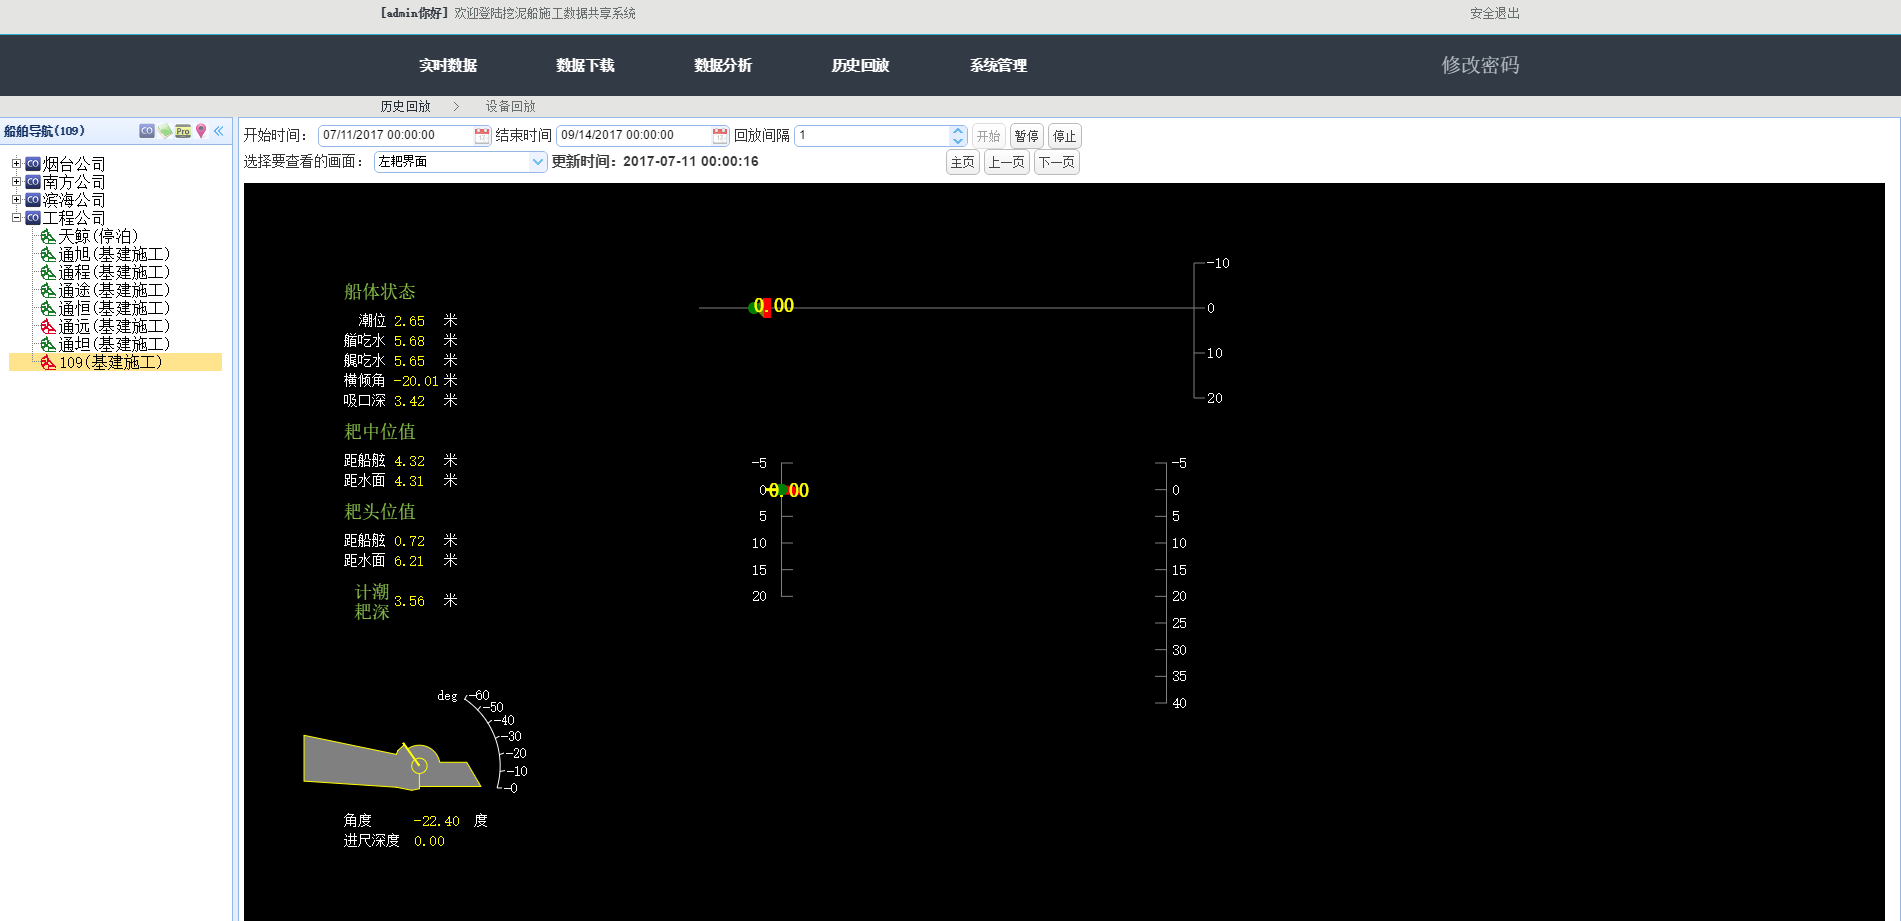 [admin你好] 欢迎登陆挖泥船施工数据共享系统 安全退出
实时数据 数据下载 数据分析 历史回放 系统管理 修改密码
历史回放 > 设备回放
船舶导航(109) CO Pro
CO 烟台公司
CO 南方公司
CO 滨海公司
CO 工程公司
天鲸(停泊)
通旭(基建施工)
通程(基建施工)
通途(基建施工)
通恒(基建施工)
通远(基建施工)
通坦(基建施工)
109(基建施工)
开始时间: 07/11/2017 00:00:00 结束时间 09/14/2017 00:00:00 回放间隔 1 开始 暂停 停止
选择要查看的画面: 左耙界面 更新时间: 2017-07-11 00:00:16 主页 上一页 下一页
船体状态
潮位 2.65 米
艏吃水 5.68 米
艉吃水 5.65 米
横倾角 -20.01 米
吸口深 3.42 米
耙中位值
距船舷 4.32 米
距水面 4.31 米
耙头位值
距船舷 0.72 米
距水面 6.21 米
计潮
耙深 3.56 米
0.00
-10
0
10
20
-5
0
0.00
5
10
15
20
-5
0
5
10
15
20
25
30
35
40
deg -60
-50
-40
-30
-20
-10
-0
角度 -22.40 度
进尺深度 0.00